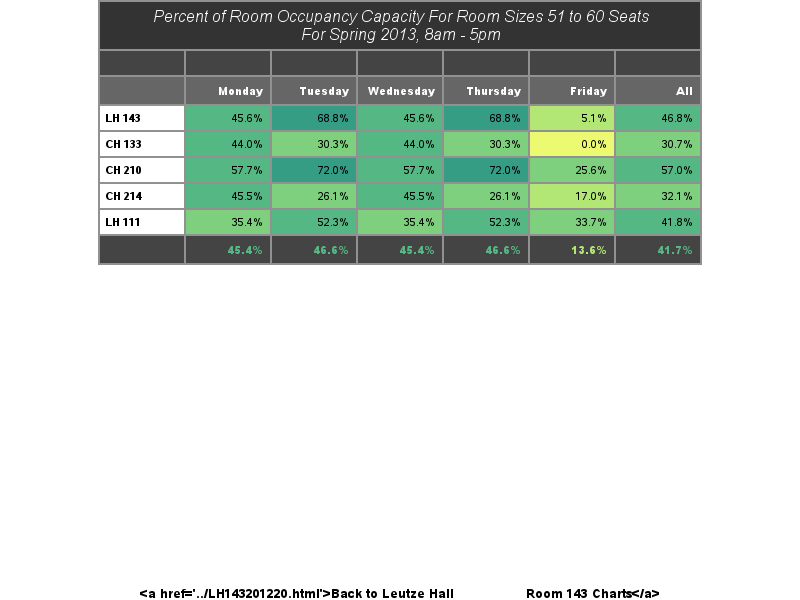 Percent of Room Occupancy Capacity For Room Sizes 51 to 60 Seats
For Spring 2013, 8am - 5pm
Monday Tuesday Wednesday Thursday Friday All
LH 143 45.6% 68.8% 45.6% 68.8% 5.1% 46.8%
CH 133 44.0% 30.3% 44.0% 30.3% 0.0% 30.7%
CH 210 57.7% 72.0% 57.7% 72.0% 25.6% 57.0%
CH 214 45.5% 26.1% 45.5% 26.1% 17.0% 32.1%
LH 111 35.4% 52.3% 35.4% 52.3% 33.7% 41.8%
45.4% 46.6% 45.4% 46.6% 13.6% 41.7%
<a href='../LH143201220.html'>Back to Leutze Hall Room 143 Charts</a>